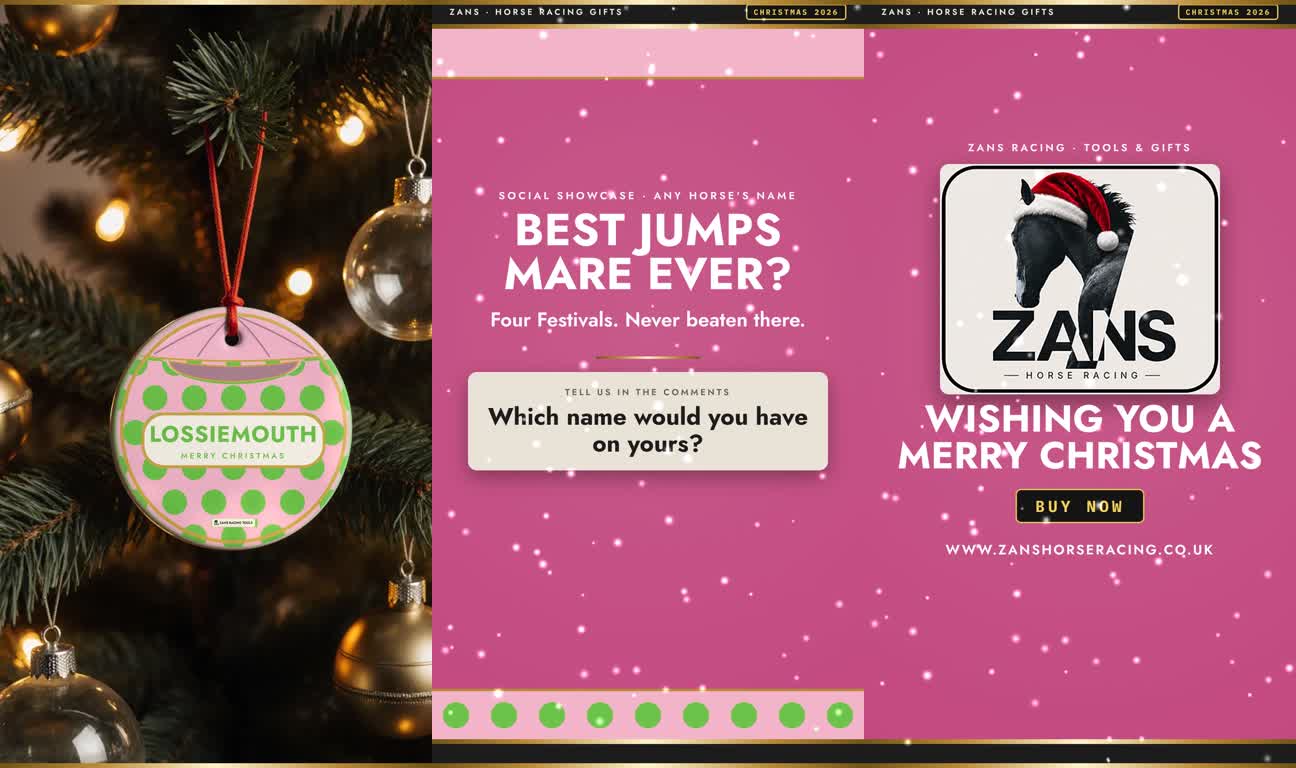 LOSSIEMOUTH
MERRY CHRISTMAS
ZANS RACING TOOLS
ZANS · HORSE RACING GIFTS
CHRISTMAS 2026
SOCIAL SHOWCASE · ANY HORSE'S NAME
BEST JUMPS
MARE EVER?
Four Festivals. Never beaten there.
TELL US IN THE COMMENTS
Which name would you have
on yours?
ZANS · HORSE RACING GIFTS
CHRISTMAS 2026
ZANS RACING · TOOLS & GIFTS
ZANS
HORSE RACING
WISHING YOU A
MERRY CHRISTMAS
BUY NOW
WWW.ZANSHORSERACING.CO.UK